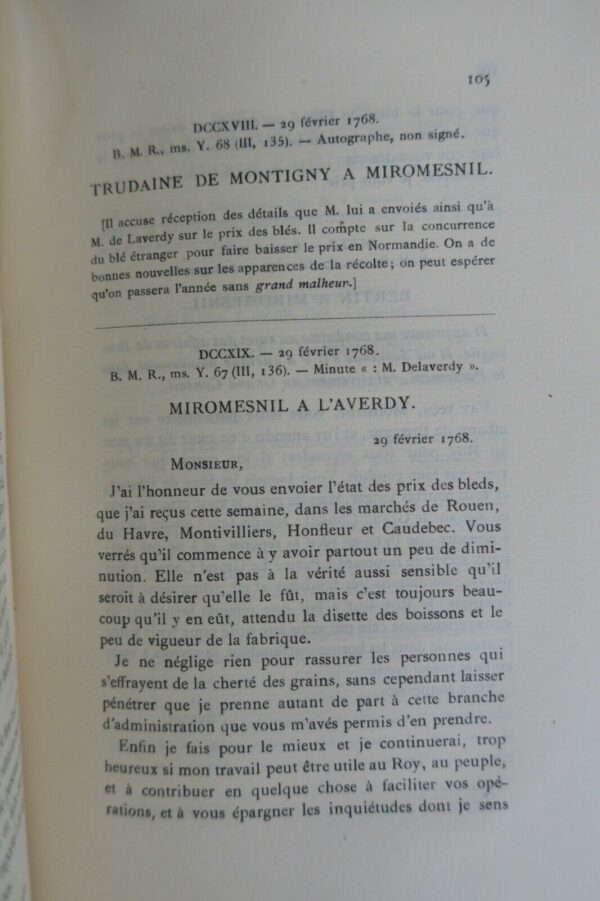 105
DCCXVIII. — 29 février 1768.
B. M. R., ms. Y. 68 (III, 135). — Autographe, non signé.
TRUDAINE DE MONTIGNY A MIROMESNIL.
[Il accuse réception des détails que M. lui a envoyés ainsi qu'à
M. de Laverdy sur le prix des blés. Il compte sur la concurrence
du blé étranger pour faire baisser le prix en Normandie. On a de
bonnes nouvelles sur les apparences de la récolte; on peut espérer
qu'on passera l'année sans grand malheur.]
DCCXIX. — 29 février 1768.
B. M. R., ms. Y. 67 (III, 136). — Minute « : M. Delaverdy ».
MIROMESNIL A L'AVERDY.
29 février 1768.
MONSIEUR,
J'ai l'honneur de vous envoier l'état des prix des bleds,
que j'ai reçus cette semaine, dans les marchés de Rouen,
du Havre, Montivilliers, Honfleur et Caudebec. Vous
verrés qu'il commence à y avoir partout un peu de dimi-
nution. Elle n'est pas à la vérité aussi sensible qu'il
seroit à désirer qu'elle le fût, mais c'est toujours beau-
coup qu'il y en eût, attendu la disette des boissons et le
peu de vigueur de la fabrique.
Je ne néglige rien pour rassurer les personnes qui
s'effrayent de la cherté des grains, sans cependant laisser
pénétrer que je prenne autant de part à cette branche
d'administration que vous m'avés permis d'en prendre.
Enfin je fais pour le mieux et je continuerai, trop
heureux si mon travail peut être utile au Roy, au peuple,
et à contribuer en quelque chose à faciliter vos opé-
rations, et à vous épargner les inquiétudes dont je sens